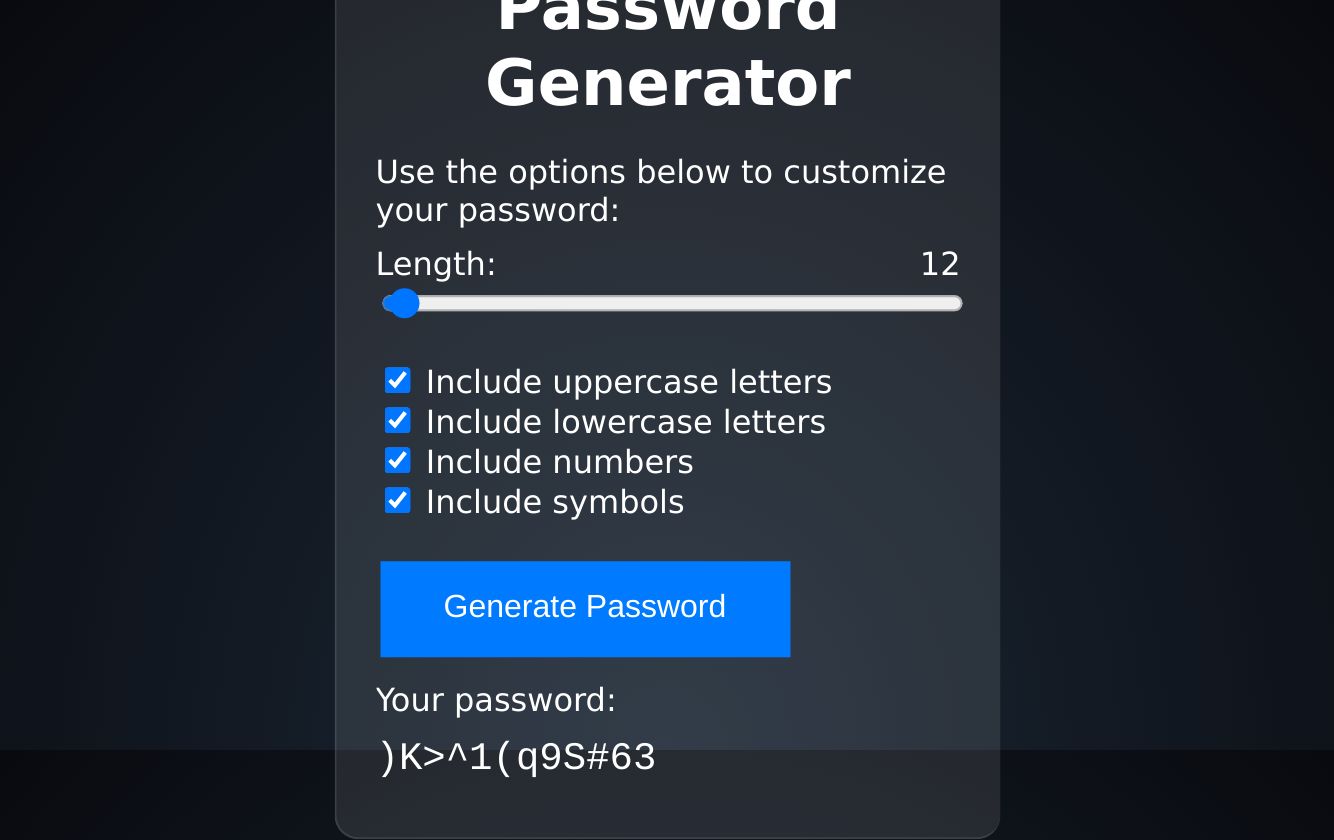 Password
Generator
Use the options below to customize
your password:
Length: 12
Include uppercase letters
Include lowercase letters
Include numbers
Include symbols
Generate Password
Your password:
)K>^1(q9S#63